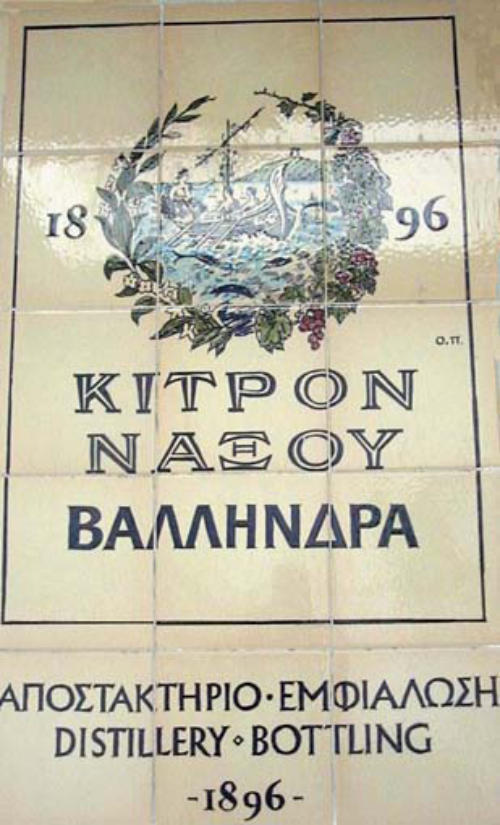 18 96
Ο.Π.
ΚΙΤΡΟΝ
ΝΑΞΟΥ
ΒΑΛΛΗΝΔΡΑ
ΑΠΟΣΤΑΚΤΗΡΙΟ·ΕΜΦΙΑΛΩΣΗ
DISTILLERY⋄BOTTLING
-1896-